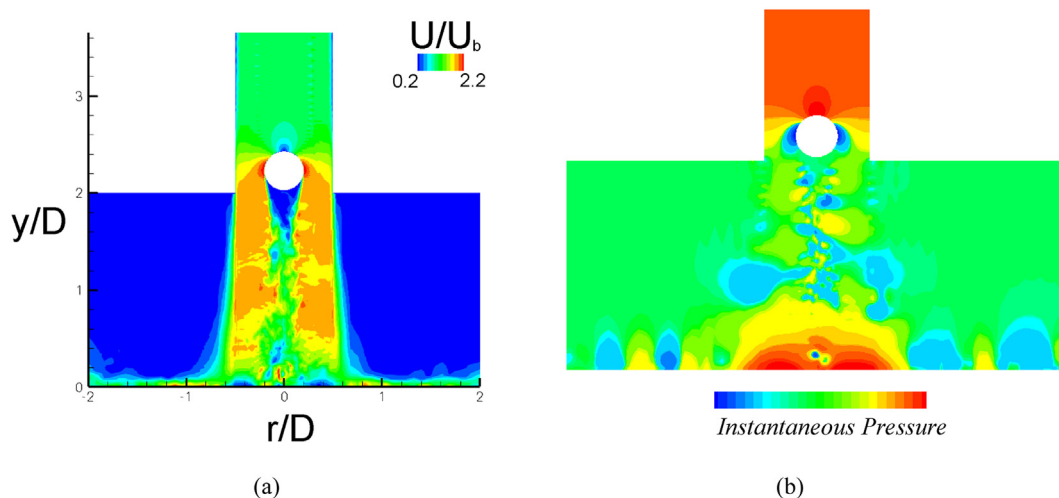 U/U_b
0.2 2.2
3
y/D
2
1
0
-2 -1 0 1 2
r/D
Instantaneous Pressure
(a) (b)